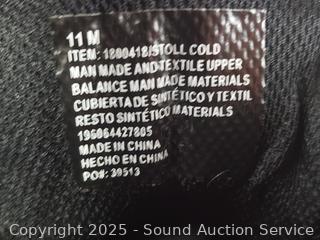 11 M
ITEM: 1890418/STOLL COLD
MAN MADE AND TEXTILE UPPER
BALANCE MAN MADE MATERIALS
CUBIERTA DE SINTÉTICO Y TEXTIL
RESTO SINTÉTICO MATERIALS
196064427805
MADE IN CHINA
HECHO EN CHINA
PO#: 39513
Copyright © 2025 - Sound Auction Service